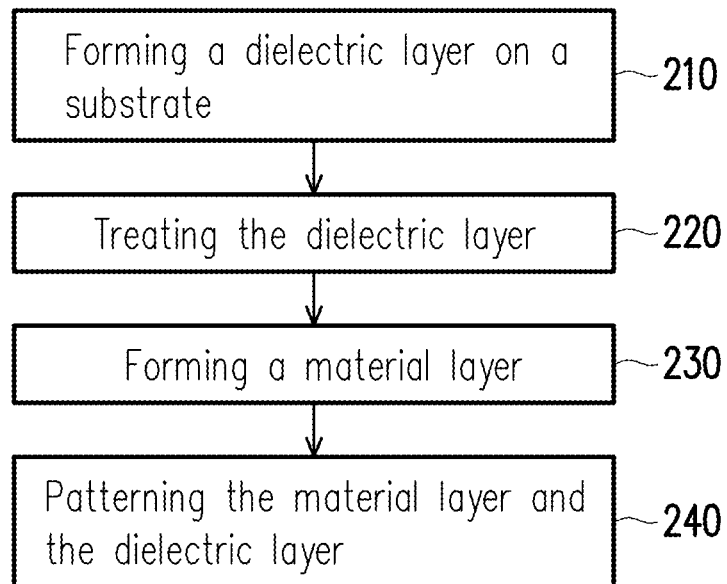 Forming a dielectric layer on a
substrate
210
Treating the dielectric layer
220
Forming a material layer
230
Patterning the material layer and
the dielectric layer
240